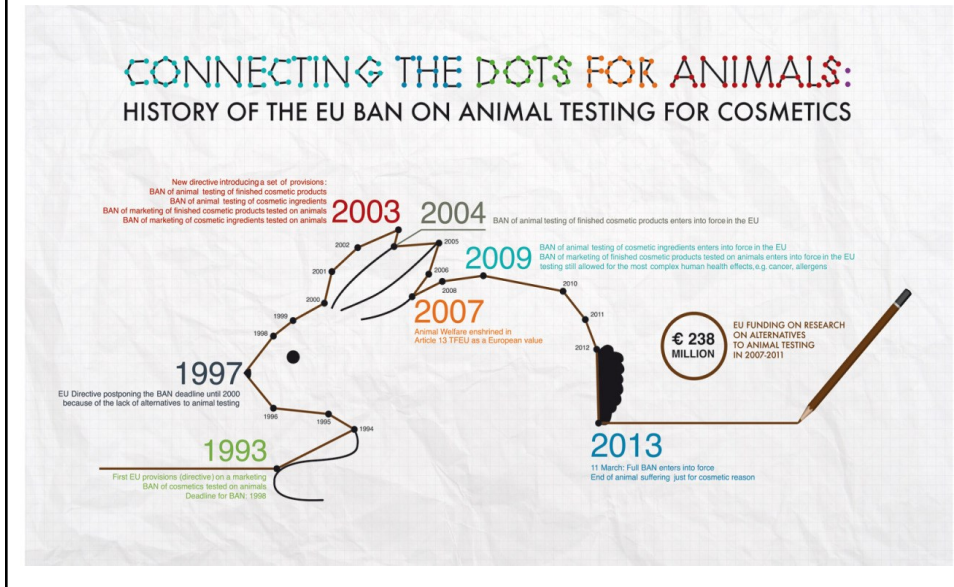 CONNECTING THE DOTS FOR ANIMALS:
HISTORY OF THE EU BAN ON ANIMAL TESTING FOR COSMETICS
New directive introducing a set of provisions:
BAN of animal testing of finished cosmetic products
BAN of animal testing of cosmetic ingredients
BAN of marketing of finished cosmetic products tested on animals
BAN of marketing of cosmetic ingredients tested on animals
2003
2004
BAN of animal testing of finished cosmetic products enters into force in the EU
2002
2005
2009
BAN of animal testing of cosmetic ingredients enters into force in the EU
BAN of marketing of finished cosmetic products tested on animals enters into force in the EU
testing still allowed for the most complex human health effects, e.g. cancer, allergens
2001
2006
2008
2010
2000
2007
Animal Welfare enshrined in
Article 13 TFEU as a European value
1999
2011
1998
2012
€ 238
MILLION
EU FUNDING ON RESEARCH
ON ALTERNATIVES
TO ANIMAL TESTING
IN 2007-2011
1997
EU Directive postponing the BAN deadline until 2000
because of the lack of alternatives to animal testing
1996
1995
1994
1993
First EU provisions (directive) on a marketing
BAN of cosmetics tested on animals
Deadline for BAN: 1998
2013
11 March: Full BAN enters into force
End of animal suffering just for cosmetic reason